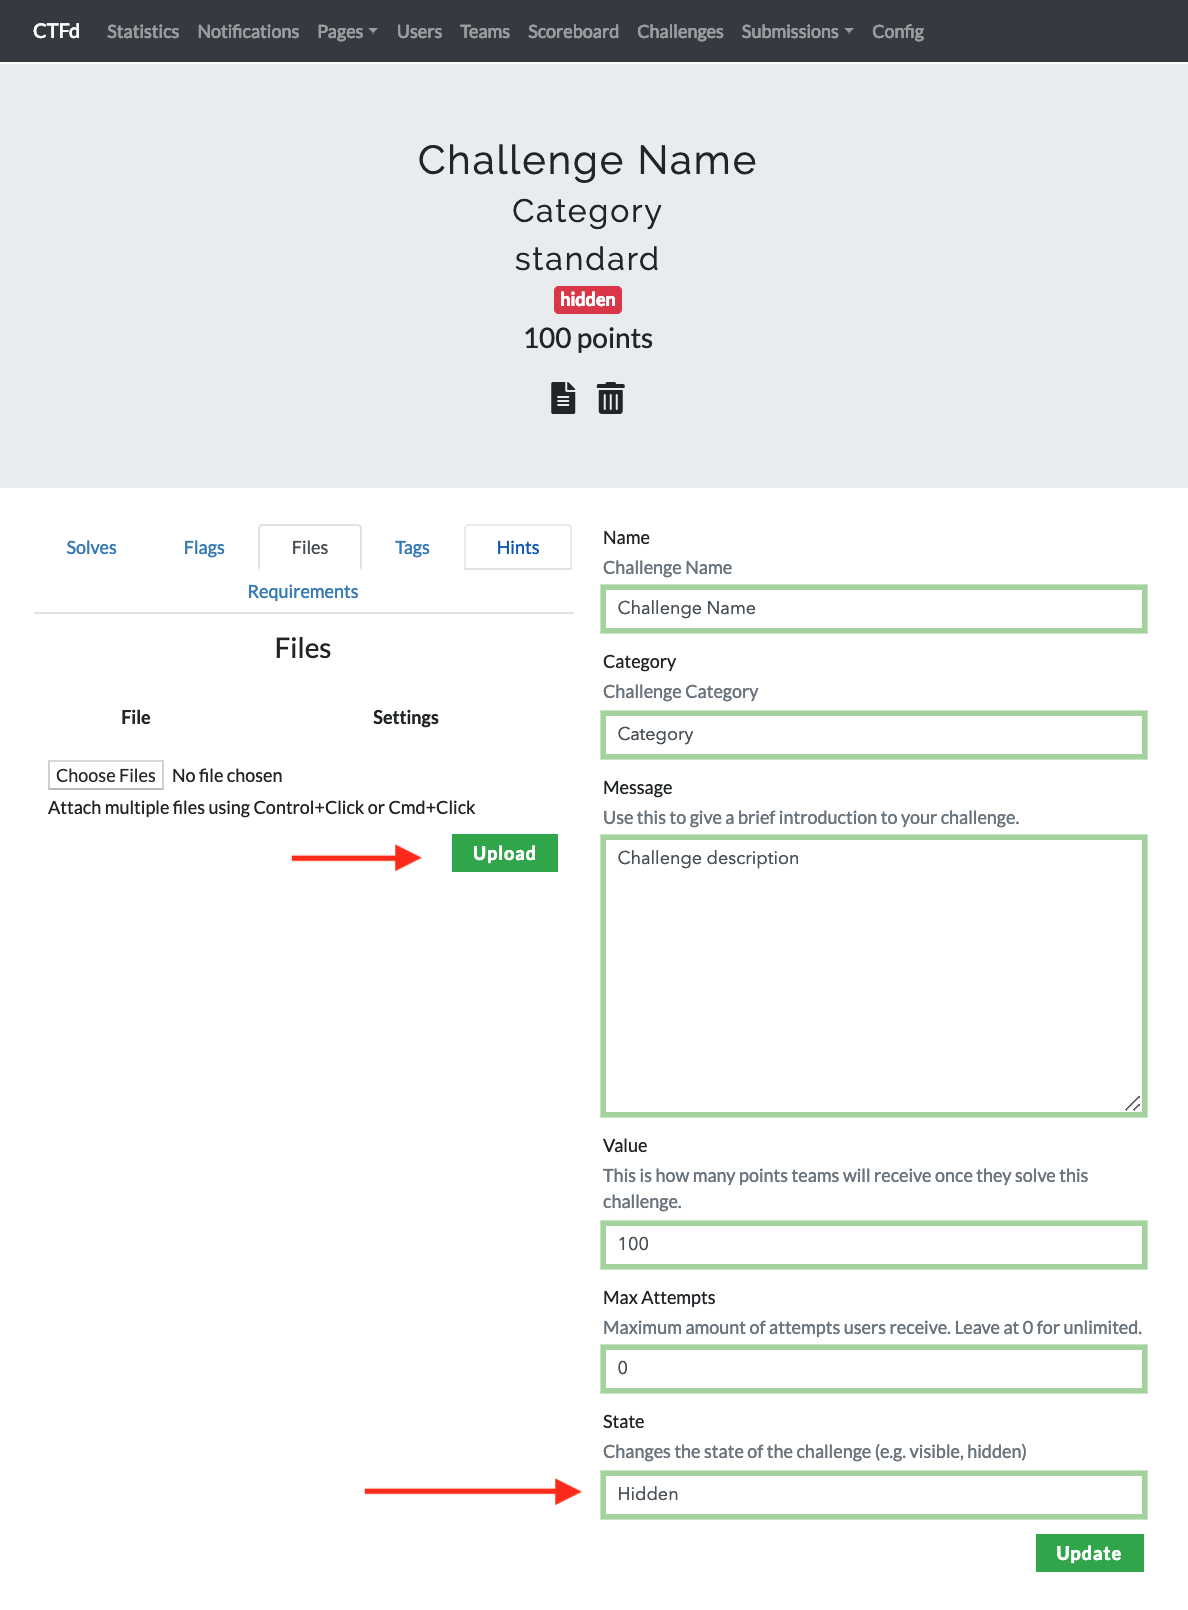 CTFd Statistics Notifications Pages Users Teams Scoreboard Challenges Submissions Config
Challenge Name
Category
standard
hidden
100 points
Solves Flags Files Tags Hints
Requirements
Files
File Settings
Choose Files No file chosen
Attach multiple files using Control+Click or Cmd+Click
Upload
Name
Challenge Name
Challenge Name
Category
Challenge Category
Category
Message
Use this to give a brief introduction to your challenge.
Challenge description
Value
This is how many points teams will receive once they solve this
challenge.
100
Max Attempts
Maximum amount of attempts users receive. Leave at 0 for unlimited.
0
State
Changes the state of the challenge (e.g. visible, hidden)
Hidden
Update